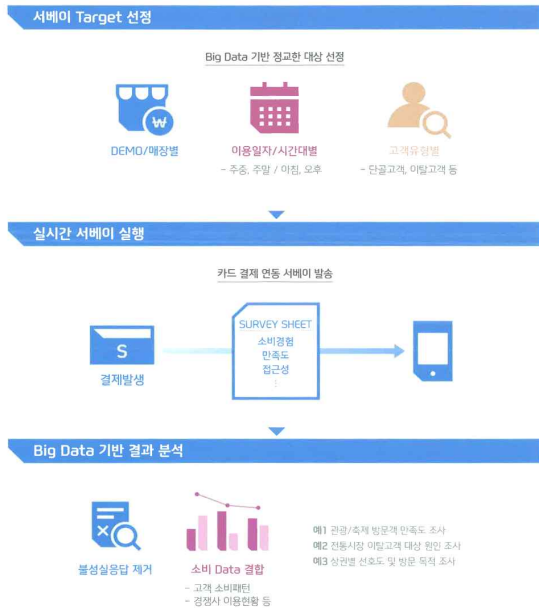 서베이 Target 선정
Big Data 기반 정교한 대상 선정
DEMO/매장별
이용일자/시간대별
고객유형별
- 주중, 주말 / 아침, 오후
- 단골고객, 이탈고객 등
실시간 서베이 실행
카드 결제 연동 서베이 발송
SURVEY SHEET
소비경험
만족도
접근성
⋮
S
결제발생
Big Data 기반 결과 분석
불성실응답 제거
소비 Data 결합
- 고객 소비패턴
- 경쟁사 이용현황 등
예1 관광/축제 방문객 만족도 조사
예2 전통시장 이탈고객 대상 원인 조사
예3 상권별 선호도 및 방문 목적 조사